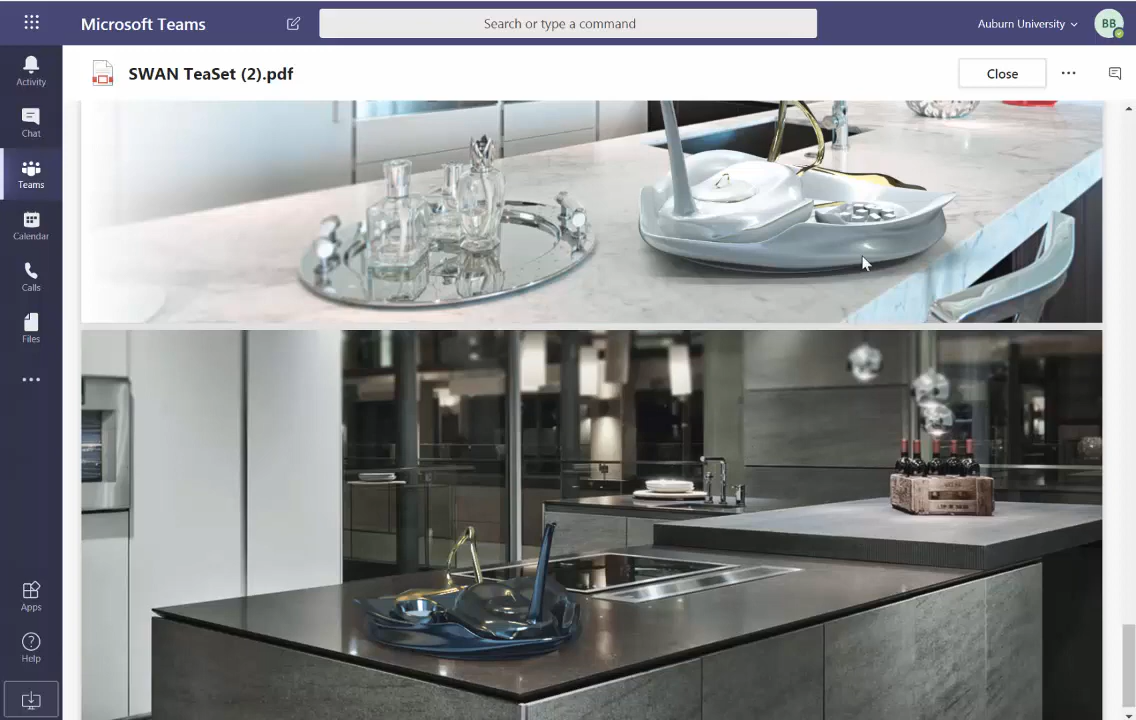 Microsoft Teams
Search or type a command
Auburn University
BB
SWAN TeaSet (2).pdf
Close
Activity
Chat
Teams
Calendar
Calls
Files
Apps
Help